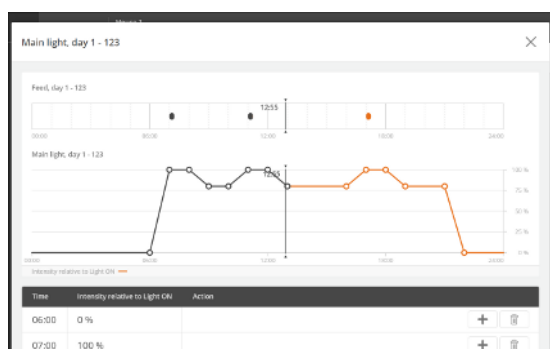 Main light, day 1 - 123
Feed, day 1 - 123
12:55
00:00 06:00 12:00 18:00 24:00
Main light, day 1 - 123
12:55
100 %
75 %
50 %
25 %
0 %
00:00 06:00 12:00 18:00 24:00
Intensity relative to Light ON
Time Intensity relative to Light ON Action
06:00 0 %
07:00 100 %